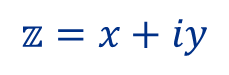 𝕫 = x + iy